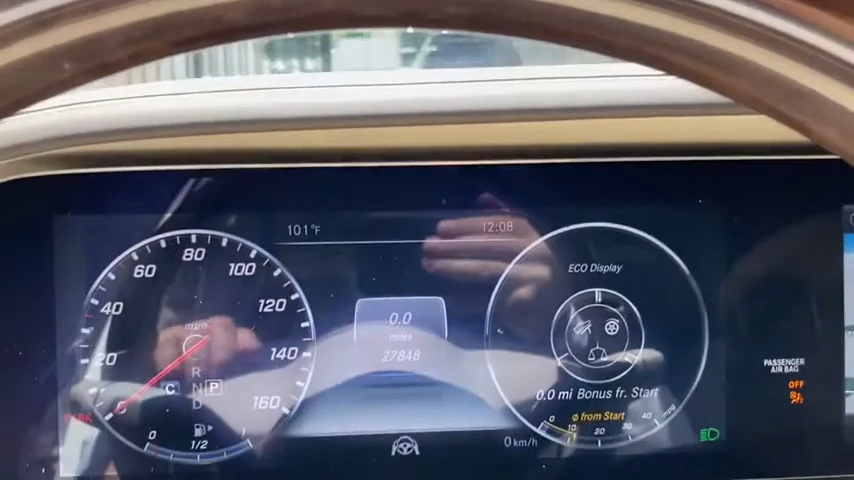 101°F
12:08
80
60
100
40
120
20
140
160
0
mph
P
R
N
D
C
P
PARK
1/2
0.0
miles
27848
ECO Display
0.0 mi Bonus fr. Start
ø from Start
0 10 20 30 40 mpg
0 km/h
PASSENGER
AIR BAG
OFF